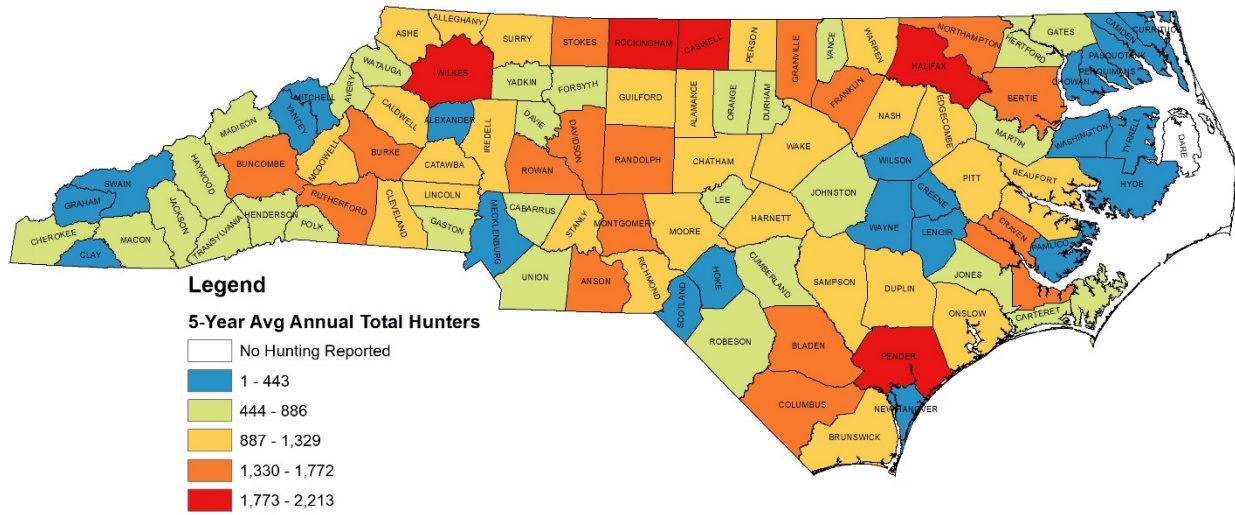 ALLEGHANY
ASHE
SURRY
STOKES
ROCKINGHAM
CASWELL
PERSON
GRANVILLE
VANCE
WARREN
NORTHAMPTON
HALIFAX
HERTFORD
GATES
CAMDEN
CURRITUCK
PASQUOTANK
PERQUIMANS
CHOWAN
WATAUGA
WILKES
YADKIN
FORSYTH
GUILFORD
ALAMANCE
ORANGE
DURHAM
FRANKLIN
NASH
EDGECOMBE
BERTIE
MARTIN
WASHINGTON
TYRRELL
DARE
AVERY
MITCHELL
YANCEY
MADISON
CALDWELL
ALEXANDER
IREDELL
DAVIE
DAVIDSON
RANDOLPH
CHATHAM
WAKE
WILSON
PITT
BEAUFORT
HYDE
HAYWOOD
BUNCOMBE
MCDOWELL
BURKE
CATAWBA
ROWAN
SWAIN
GRAHAM
JACKSON
RUTHERFORD
CLEVELAND
LINCOLN
GASTON
MECKLENBURG
CABARRUS
STANLY
MONTGOMERY
MOORE
LEE
HARNETT
JOHNSTON
WAYNE
GREENE
LENOIR
CRAVEN
PAMLICO
CHEROKEE
CLAY
MACON
TRANSYLVANIA
HENDERSON
POLK
UNION
ANSON
RICHMOND
SCOTLAND
HOKE
CUMBERLAND
SAMPSON
DUPLIN
JONES
ONSLOW
CARTERET
ROBESON
BLADEN
PENDER
COLUMBUS
NEW HANOVER
BRUNSWICK
Legend
5-Year Avg Annual Total Hunters
No Hunting Reported
1 - 443
444 - 886
887 - 1,329
1,330 - 1,772
1,773 - 2,213